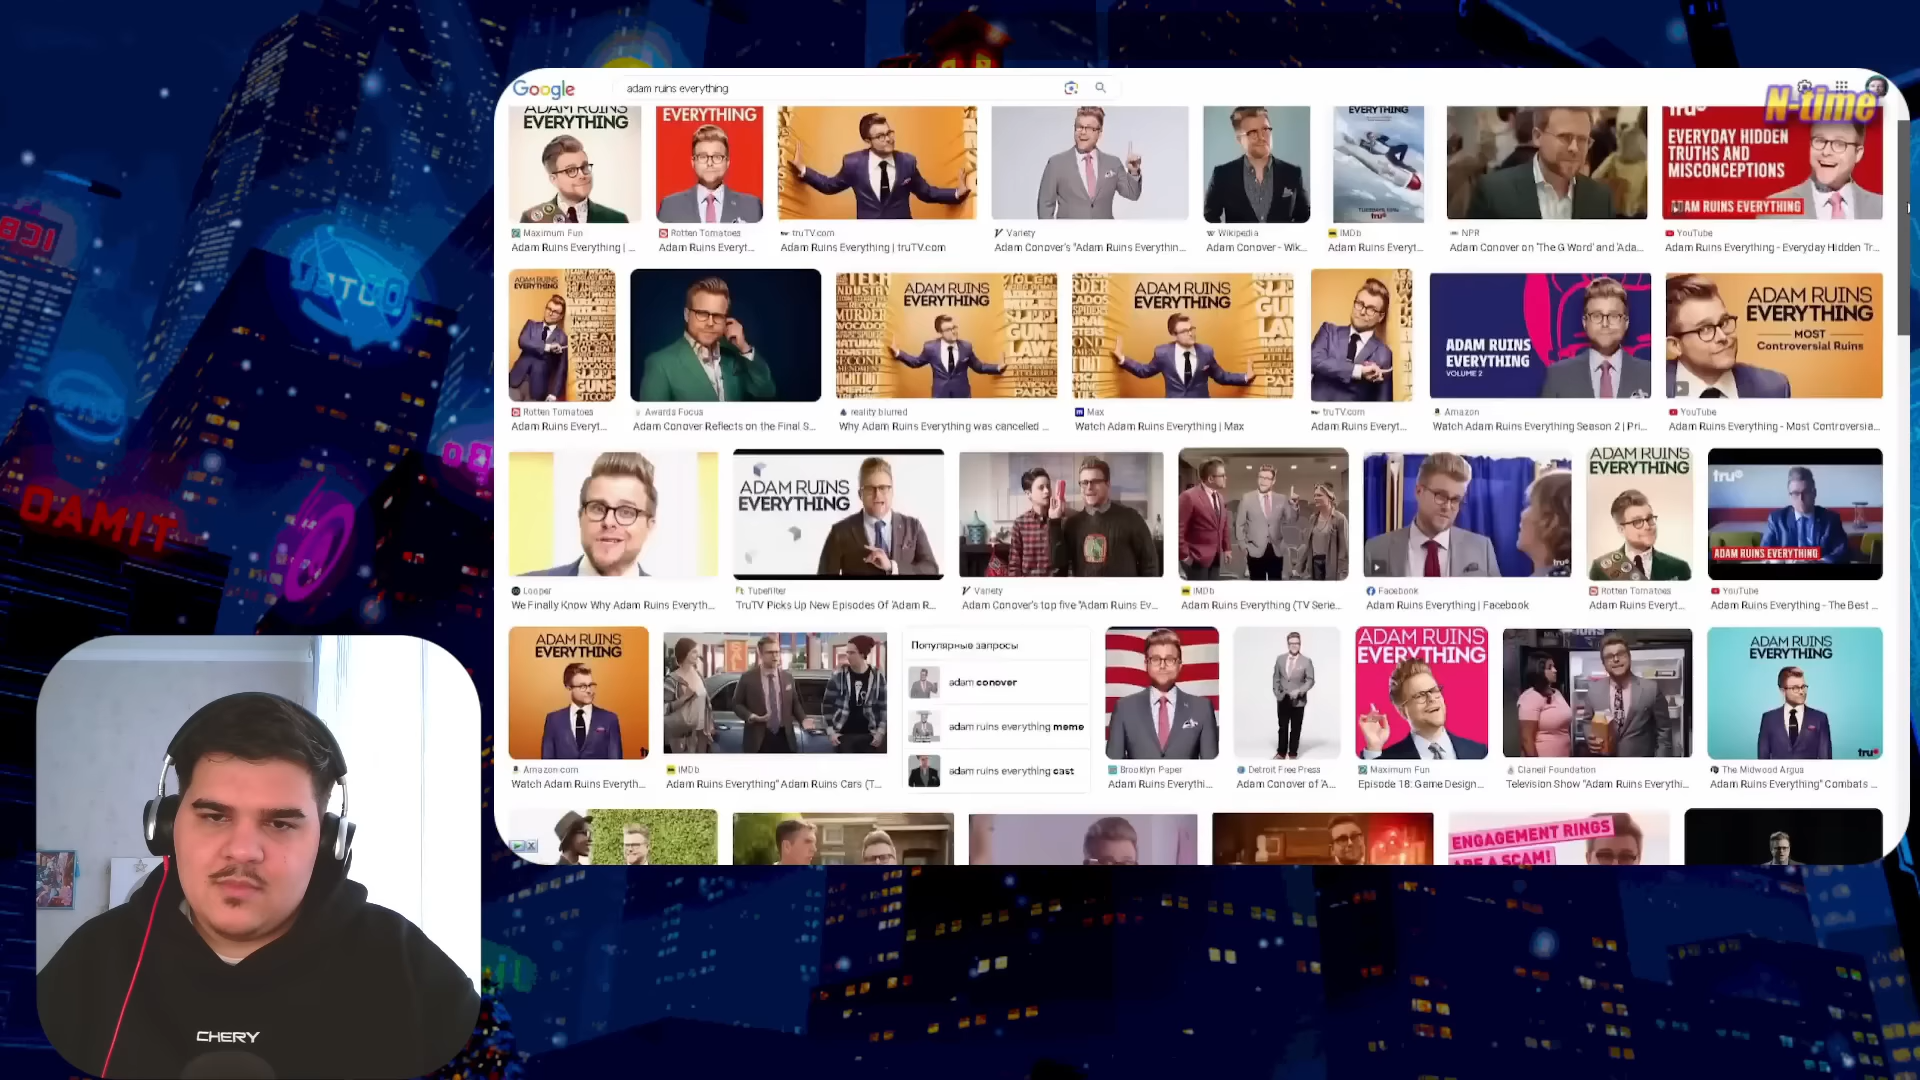 Google
adam ruins everything
N-time
ADAM RUINS
EVERYTHING
EVERYTHING
EVERYTHING
tru
EVERYDAY HIDDEN
TRUTHS AND
MISCONCEPTIONS
ADAM RUINS EVERYTHING
Maximum Fun
Adam Ruins Everything | ...
Rotten Tomatoes
Adam Ruins Everyt...
truTV.com
Adam Ruins Everything | truTV.com
Variety
Adam Conover's "Adam Ruins Everythin...
Wikipedia
Adam Conover - Wik...
IMDb
Adam Ruins Everyt...
NPR
Adam Conover on 'The G Word' and 'Ada...
YouTube
Adam Ruins Everything - Everyday Hidden Tr...
ADAM RUINS
EVERYTHING
ADAM RUINS
EVERYTHING
ADAM RUINS
EVERYTHING
ADAM RUINS
EVERYTHING
VOLUME 2
ADAM RUINS
EVERYTHING
MOST
Controversial Ruins
Rotten Tomatoes
Adam Ruins Everyt...
Awards Focus
Adam Conover Reflects on the Final S...
reality blurred
Why Adam Ruins Everything was cancelled ...
Max
Watch Adam Ruins Everything | Max
truTV.com
Adam Ruins Everyt...
Amazon
Watch Adam Ruins Everything Season 2 | Pri...
YouTube
Adam Ruins Everything - Most Controversia...
ADAM RUINS
EVERYTHING
ADAM RUINS
EVERYTHING
tru
ADAM RUINS EVERYTHING
Looper
We Finally Know Why Adam Ruins Everyth...
Tubefilter
TruTV Picks Up New Episodes Of 'Adam R...
Variety
Adam Conover's top five "Adam Ruins Ev...
IMDb
Adam Ruins Everything (TV Serie...
Facebook
Adam Ruins Everything | Facebook
Rotten Tomatoes
Adam Ruins Everyt...
YouTube
Adam Ruins Everything - The Best ...
ADAM RUINS
EVERYTHING
Популярные запросы
adam conover
adam ruins everything meme
adam ruins everything cast
ADAM RUINS
EVERYTHING
ADAM RUINS
EVERYTHING
tru
Amazon.com
Watch Adam Ruins Everyth...
IMDb
Adam Ruins Everything" Adam Ruins Cars (T...
Brooklyn Paper
Adam Ruins Everythi...
Detroit Free Press
Adam Conover of 'A...
Maximum Fun
Episode 18: Game Design...
Claneil Foundation
Television Show "Adam Ruins Everythi...
The Midwood Argus
Adam Ruins Everything" Combats ...
ENGAGEMENT RINGS
ARE A SCAM!
DAMIT
CHERY